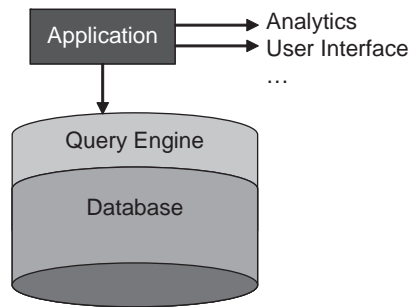 Application
Analytics
User Interface
…
Query Engine
Database